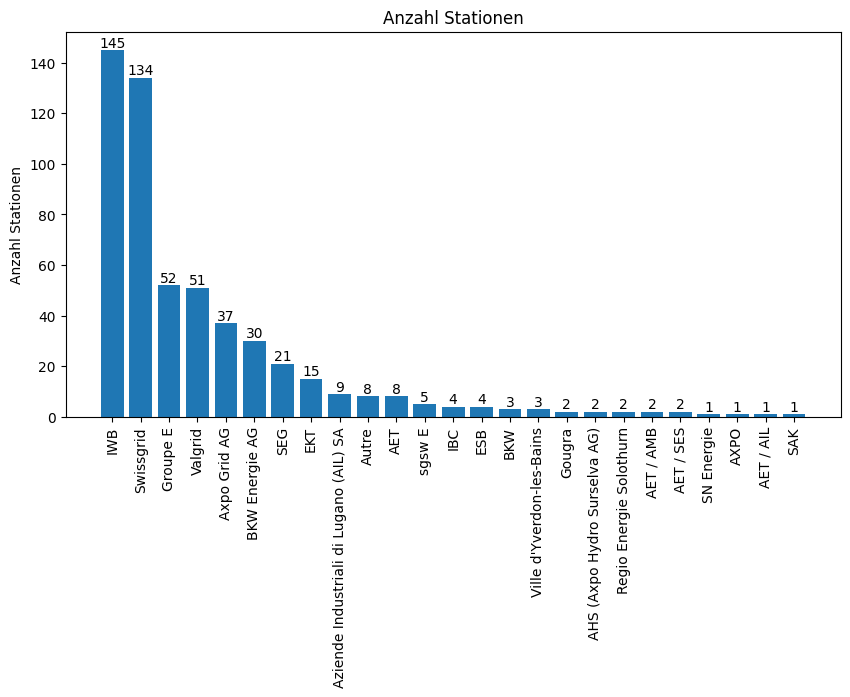 Anzahl Stationen
Anzahl Stationen
140
120
100
80
60
40
20
0
145
134
52
51
37
30
21
15
9
8
8
5
4
4
3
3
2
2
2
2
2
1
1
1
1
IWB
Swissgrid
Groupe E
Valgrid
Axpo Grid AG
BKW Energie AG
SEG
EKT
Aziende Industriali di Lugano (AIL) SA
Autre
AET
sgsw E
IBC
ESB
BKW
Ville d'Yverdon-les-Bains
Gougra
AHS (Axpo Hydro Surselva AG)
Regio Energie Solothurn
AET / AMB
AET / SES
SN Energie
AXPO
AET / AIL
SAK